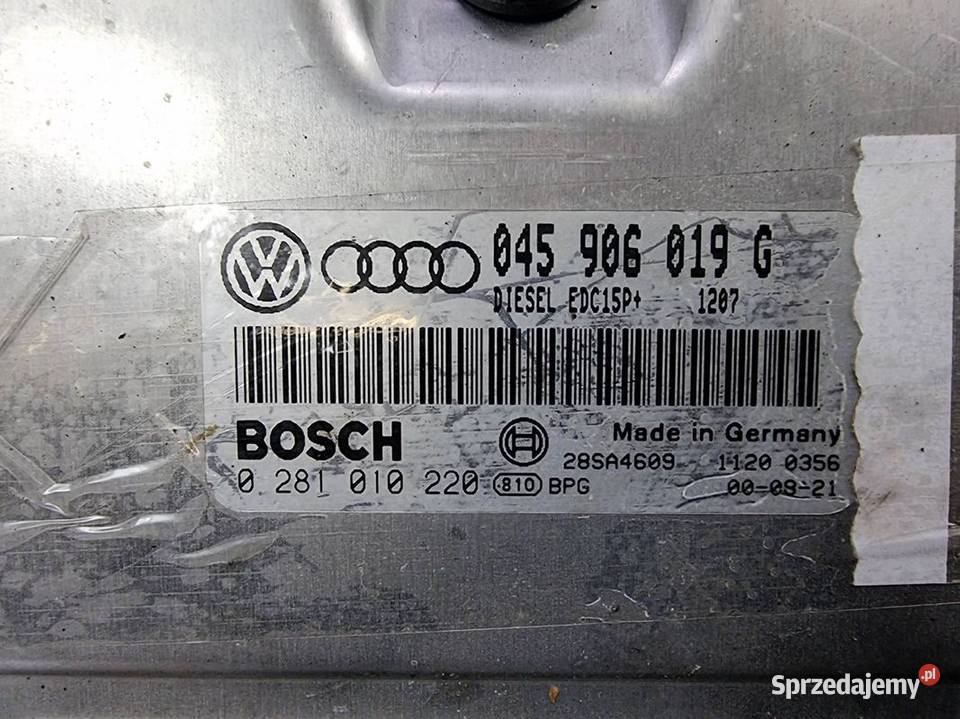 045 906 019 G
DIESEL EDC15P+ 1207
BOSCH
Made in Germany
28SA4609 1120 0356
0 281 010 220 810 BPG
00-09-21
Sprzedajemy.pl